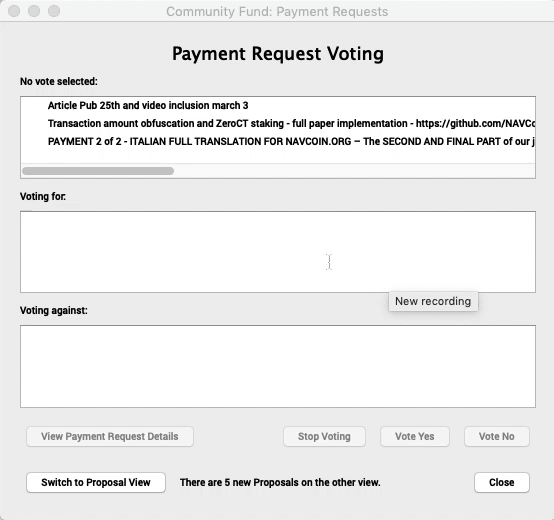 Community Fund: Payment Requests
Payment Request Voting
No vote selected:
Article Pub 25th and video inclusion march 3
Transaction amount obfuscation and ZeroCT staking - full paper implementation - https://github.com/NAVCo
PAYMENT 2 of 2 - ITALIAN FULL TRANSLATION FOR NAVCOIN.ORG – The SECOND AND FINAL PART of our j
Voting for:
New recording
Voting against:
View Payment Request Details Stop Voting Vote Yes Vote No
Switch to Proposal View There are 5 new Proposals on the other view. Close